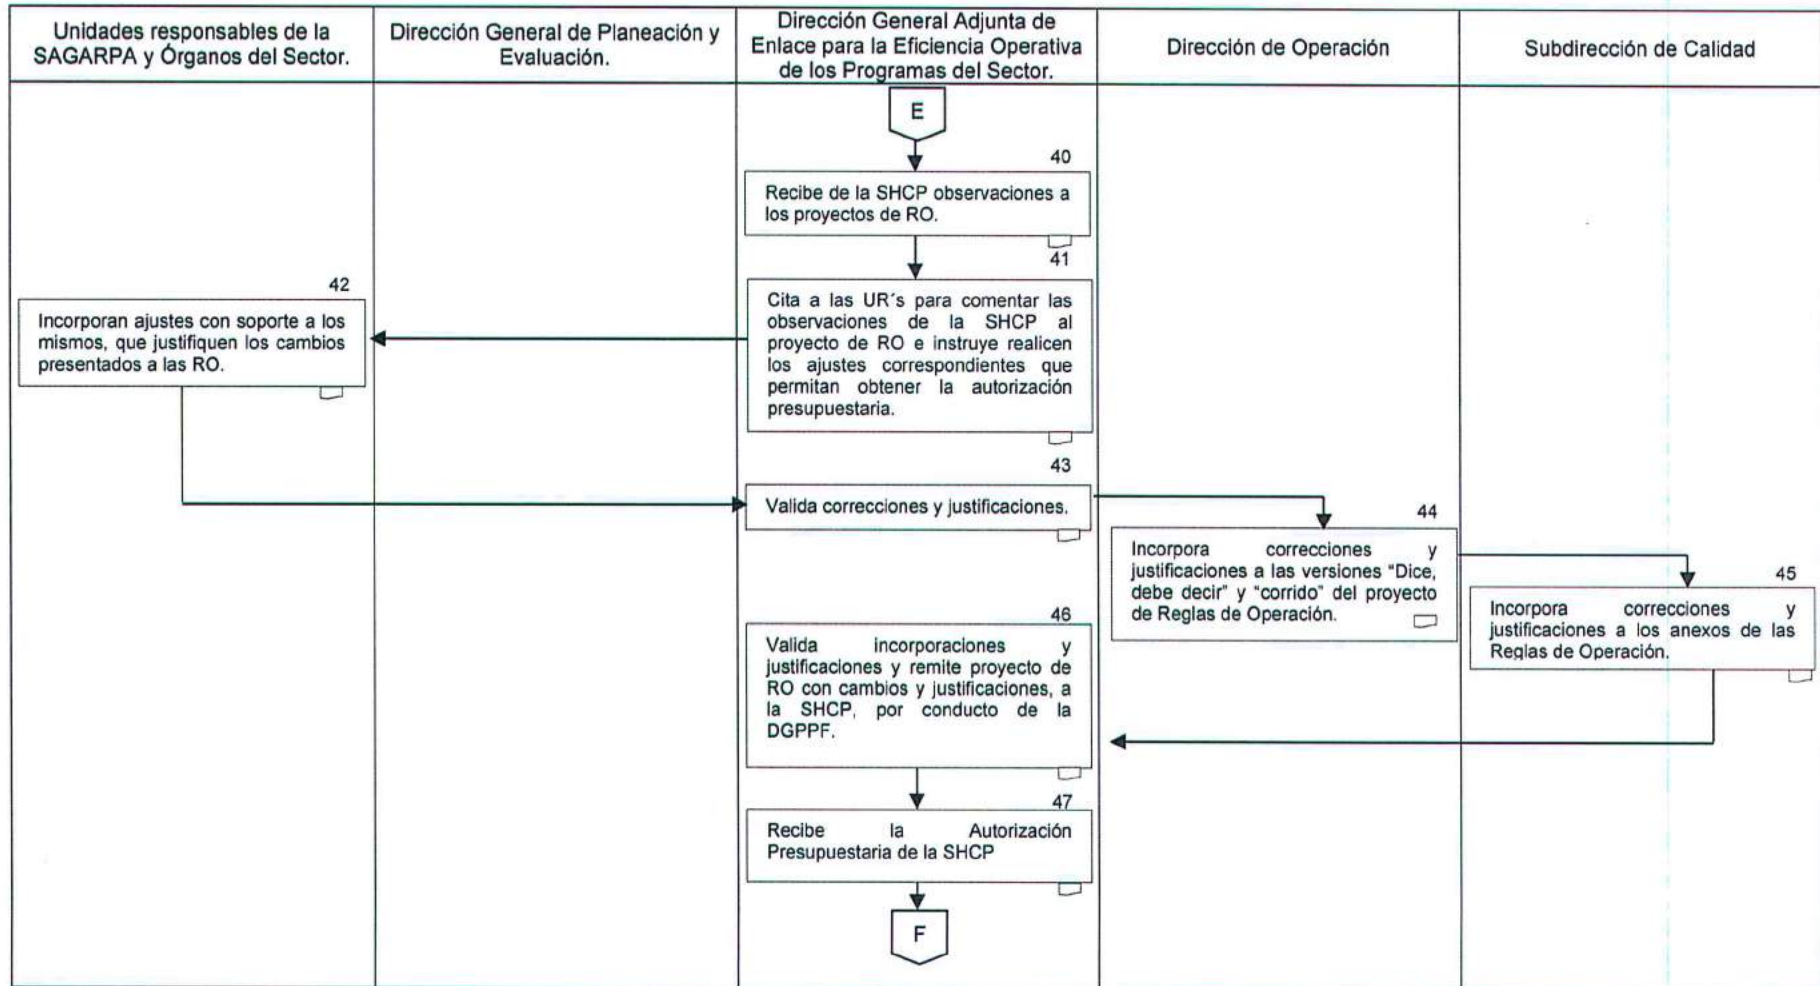 Unidades responsables de la
SAGARPA y Órganos del Sector.
Dirección General de Planeación y
Evaluación.
Dirección General Adjunta de
Enlace para la Eficiencia Operativa
de los Programas del Sector.
Dirección de Operación
Subdirección de Calidad
E
40
Recibe de la SHCP observaciones a
los proyectos de RO.
41
Cita a las UR´s para comentar las
observaciones de la SHCP al
proyecto de RO e instruye realicen
los ajustes correspondientes que
permitan obtener la autorización
presupuestaria.
42
Incorporan ajustes con soporte a los
mismos, que justifiquen los cambios
presentados a las RO.
43
Valida correcciones y justificaciones.
44
Incorpora correcciones y
justificaciones a las versiones “Dice,
debe decir” y “corrido” del proyecto
de Reglas de Operación.
45
Incorpora correcciones y
justificaciones a los anexos de las
Reglas de Operación.
46
Valida incorporaciones y
justificaciones y remite proyecto de
RO con cambios y justificaciones, a
la SHCP, por conducto de la
DGPPF.
47
Recibe la Autorización
Presupuestaria de la SHCP
F